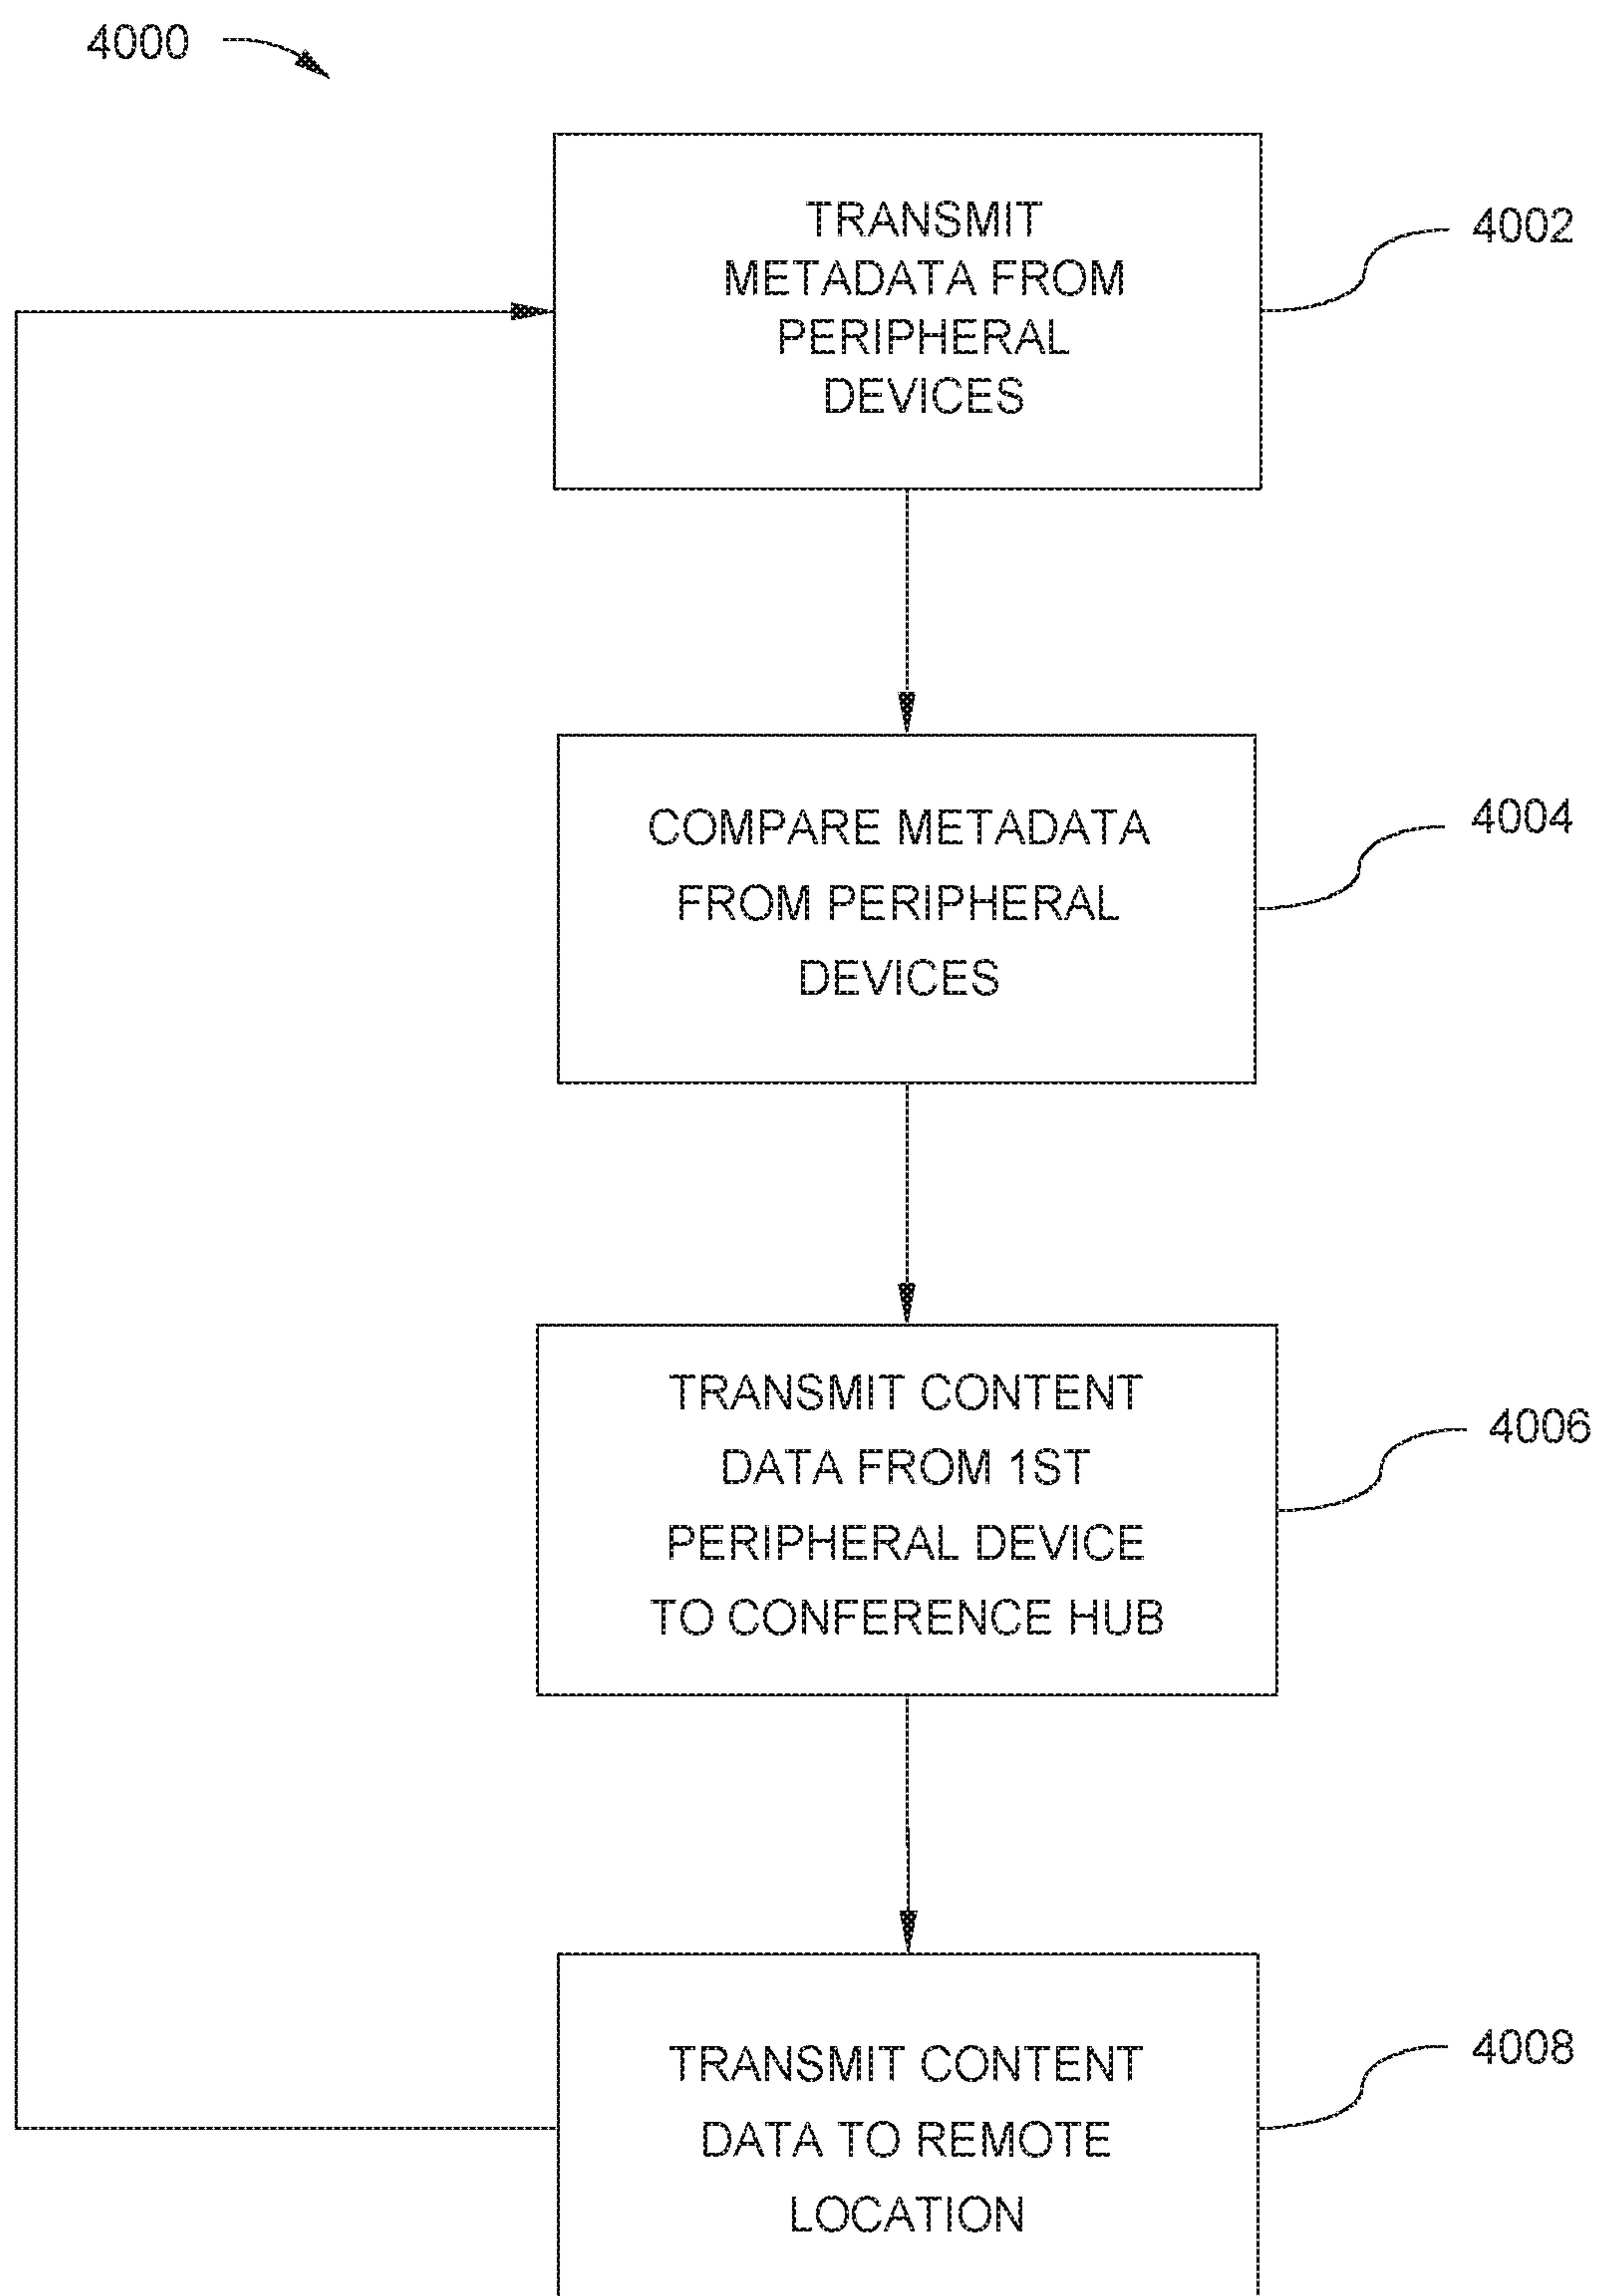 4000
TRANSMIT
METADATA FROM
PERIPHERAL
DEVICES
4002
COMPARE METADATA
FROM PERIPHERAL
DEVICES
4004
TRANSMIT CONTENT
DATA FROM 1ST
PERIPHERAL DEVICE
TO CONFERENCE HUB
4006
TRANSMIT CONTENT
DATA TO REMOTE
LOCATION
4008